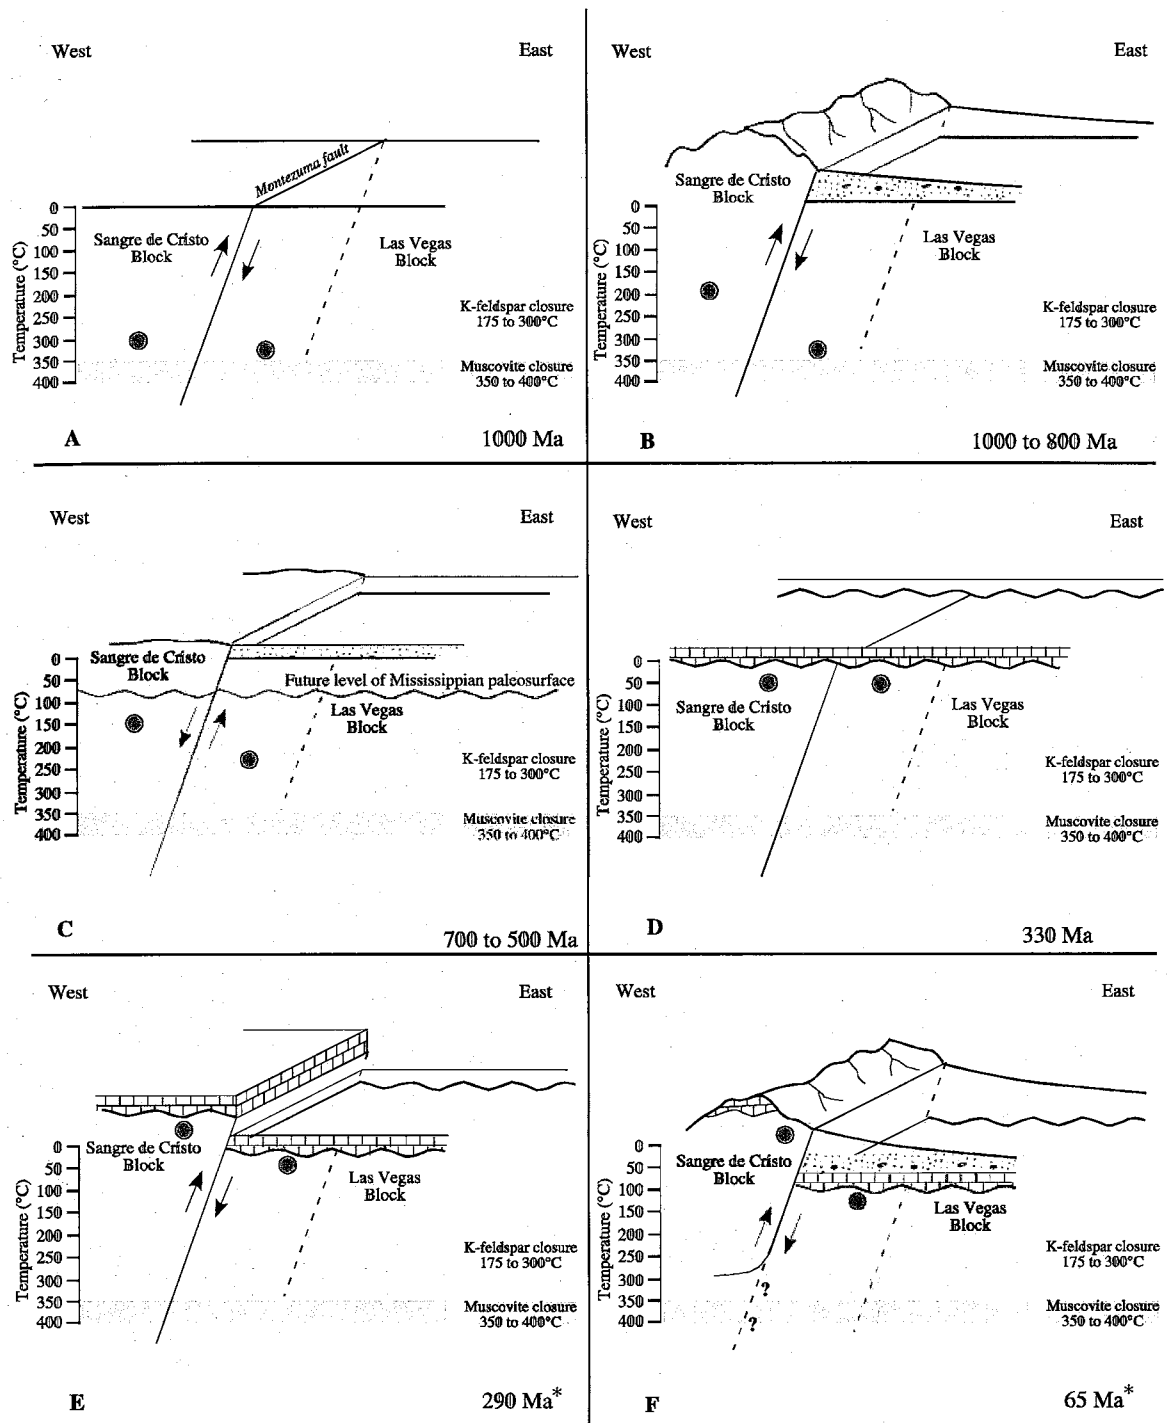 West
East
Montezuma fault
Sangre de Cristo
Block
Las Vegas
Block
Temperature (°C)
0
50
100
150
200
250
300
350
400
K-feldspar closure
175 to 300°C
Muscovite closure
350 to 400°C
A
1000 Ma
West
East
Sangre de Cristo
Block
Las Vegas
Block
Temperature (°C)
0
50
100
150
200
250
300
350
400
K-feldspar closure
175 to 300°C
Muscovite closure
350 to 400°C
B
1000 to 800 Ma
West
East
Sangre de Cristo
Block
Future level of Mississippian paleosurface
Las Vegas
Block
Temperature (°C)
0
50
100
150
200
250
300
350
400
K-feldspar closure
175 to 300°C
Muscovite closure
350 to 400°C
C
700 to 500 Ma
West
East
Sangre de Cristo
Block
Las Vegas
Block
Temperature (°C)
0
50
100
150
200
250
300
350
400
K-feldspar closure
175 to 300°C
Muscovite closure
350 to 400°C
D
330 Ma
West
East
Sangre de Cristo
Block
Las Vegas
Block
Temperature (°C)
0
50
100
150
200
250
300
350
400
K-feldspar closure
175 to 300°C
Muscovite closure
350 to 400°C
E
290 Ma*
West
East
Sangre de Cristo
Block
Las Vegas
Block
Temperature (°C)
0
50
100
150
200
250
300
350
400
?
?
K-feldspar closure
175 to 300°C
Muscovite closure
350 to 400°C
F
65 Ma*